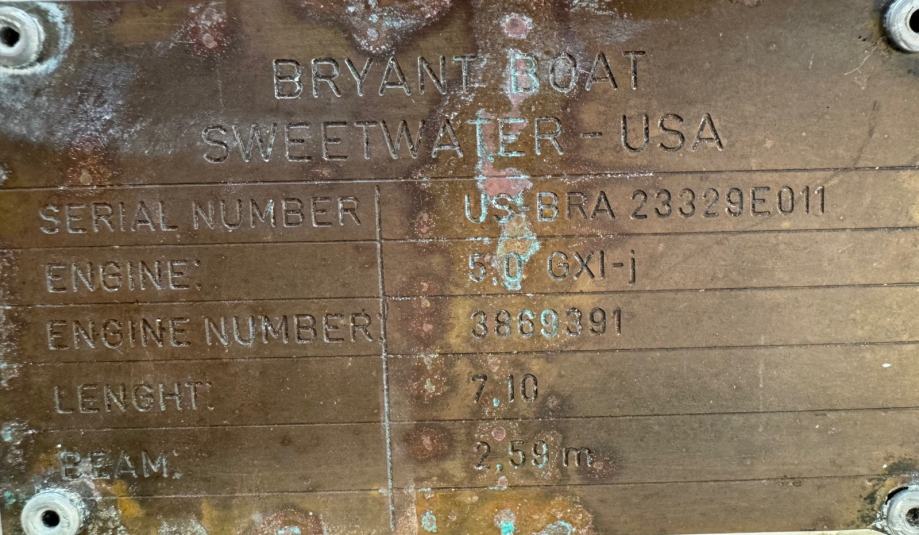 BRYANT BOAT
SWEETWATER - USA
SERIAL NUMBER US-BRA 23329E011
ENGINE: 5.0 GXI-j
ENGINE NUMBER: 3869391
LENGHT: 7.10
BEAM: 2.59 m